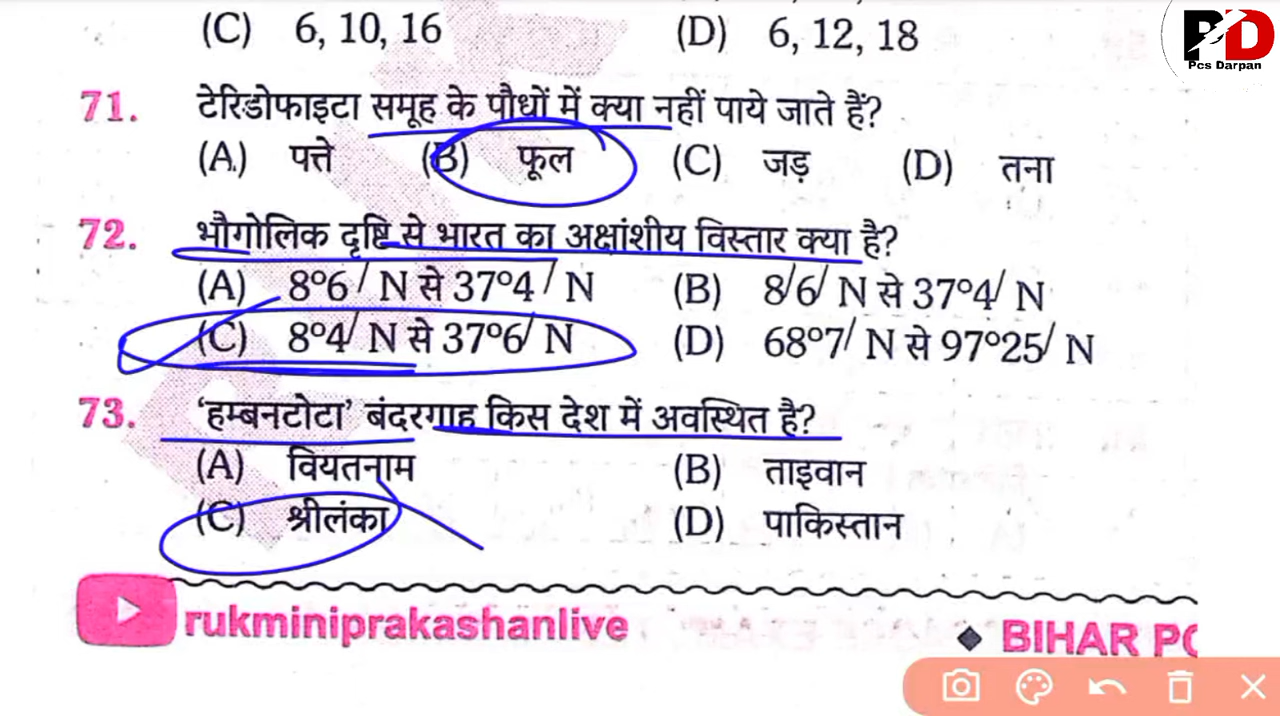 (C) 6, 10, 16 (D) 6, 12, 18
PD
Pcs Darpan
71. टेरिडोफाइटा समूह के पौधों में क्या नहीं पाये जाते हैं?
(A) पत्ते (B) फूल (C) जड़ (D) तना
72. भौगोलिक दृष्टि से भारत का अक्षांशीय विस्तार क्या है?
(A) 8°6/ N से 37°4/ N (B) 8/6/ N से 37°4/ N
(C) 8°4/ N से 37°6/ N (D) 68°7/ N से 97°25/ N
73. ‘हम्बनटोटा’ बंदरगाह किस देश में अवस्थित है?
(A) वियतनाम (B) ताइवान
(C) श्रीलंका (D) पाकिस्तान
rukminiprakashanlive
◆ BIHAR